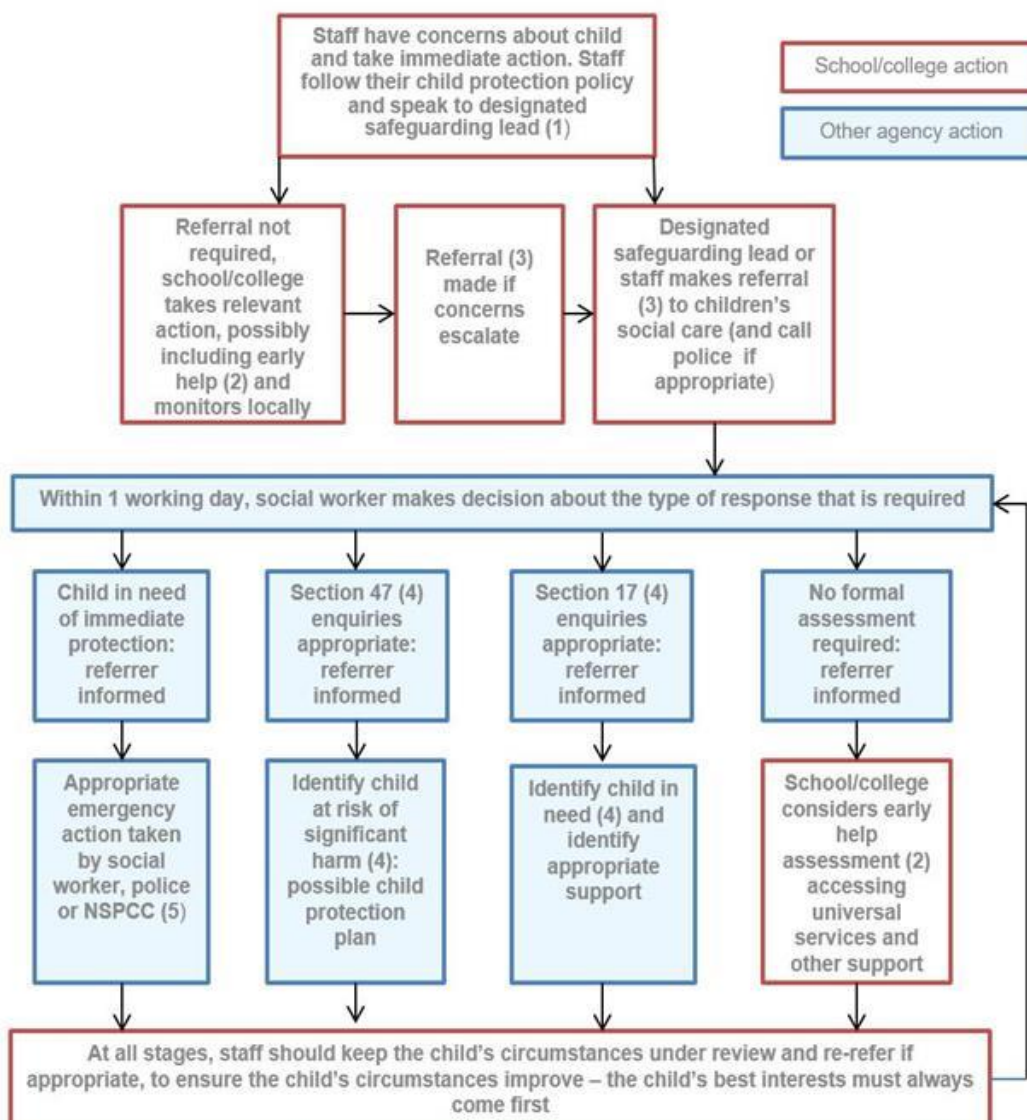 Staff have concerns about child
and take immediate action. Staff
follow their child protection policy
and speak to designated
safeguarding lead (1)
School/college action
Other agency action
Referral not
required,
school/college
takes relevant
action, possibly
including early
help (2) and
monitors locally
Referral (3)
made if
concerns
escalate
Designated
safeguarding lead or
staff makes referral
(3) to children's
social care (and call
police if
appropriate)
Within 1 working day, social worker makes decision about the type of response that is required
Child in need
of immediate
protection:
referrer
informed
Section 47 (4)
enquiries
appropriate:
referrer
informed
Section 17 (4)
enquiries
appropriate:
referrer
informed
No formal
assessment
required:
referrer
informed
Appropriate
emergency
action taken
by social
worker, police
or NSPCC (5)
Identify child
at risk of
significant
harm (4):
possible child
protection
plan
Identify child in
need (4) and
identify
appropriate
support
School/college
considers early
help
assessment (2)
accessing
universal
services and
other support
At all stages, staff should keep the child's circumstances under review and re-refer if
appropriate, to ensure the child's circumstances improve – the child's best interests must always
come first